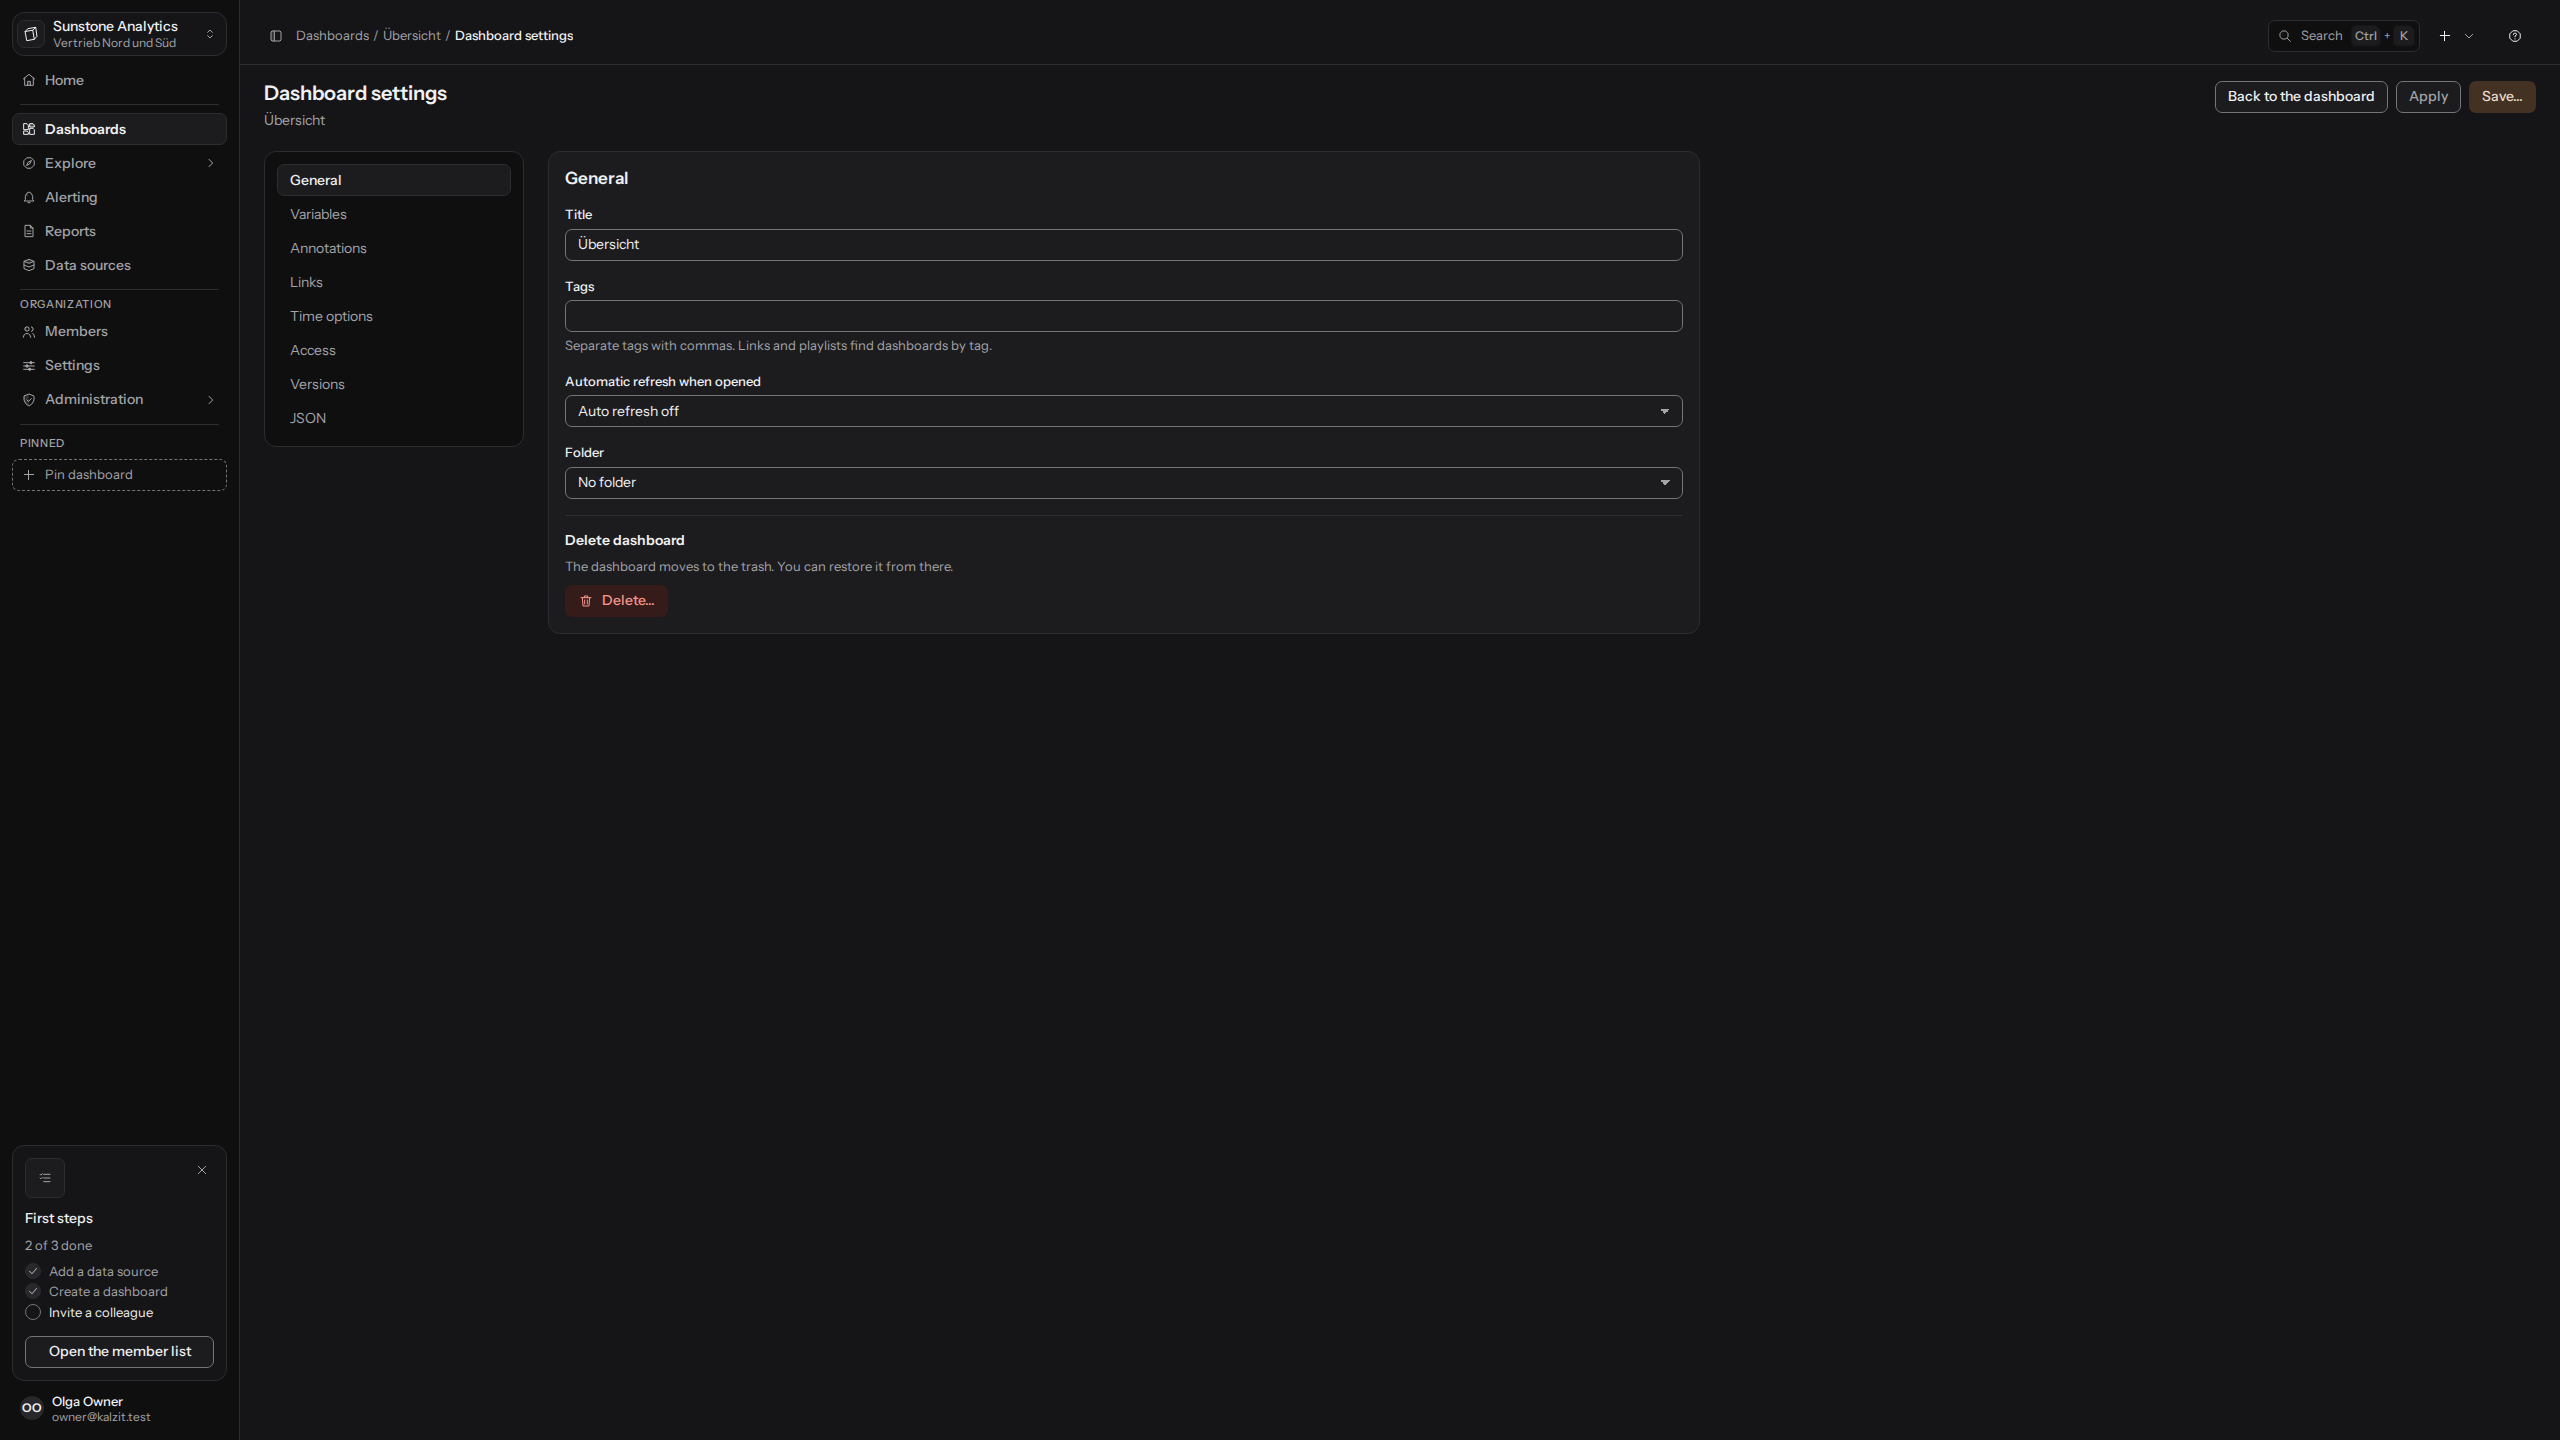 Sunstone Analytics
Vertrieb Nord und Süd
Home
Dashboards
Explore
Alerting
Reports
Data sources
ORGANIZATION
Members
Settings
Administration
PINNED
Pin dashboard
First steps
2 of 3 done
Add a data source
Create a dashboard
Invite a colleague
Open the member list
OO
Olga Owner
owner@kalzit.test
Dashboards / Übersicht / Dashboard settings
Search Ctrl + K
Dashboard settings
Übersicht
Back to the dashboard
Apply
Save...
General
Variables
Annotations
Links
Time options
Access
Versions
JSON
General
Title
Übersicht
Tags
Separate tags with commas. Links and playlists find dashboards by tag.
Automatic refresh when opened
Auto refresh off
Folder
No folder
Delete dashboard
The dashboard moves to the trash. You can restore it from there.
Delete...